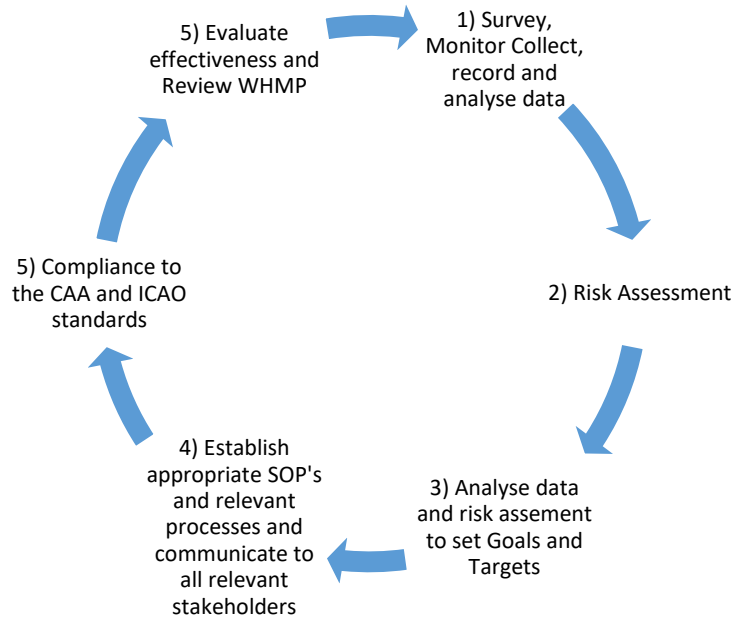 1) Survey,
Monitor Collect,
record and
analyse data
2) Risk Assessment
3) Analyse data
and risk assement
to set Goals and
Targets
4) Establish
appropriate SOP's
and relevant
processes and
communicate to
all relevant
stakeholders
5) Compliance to
the CAA and ICAO
standards
5) Evaluate
effectiveness and
Review WHMP